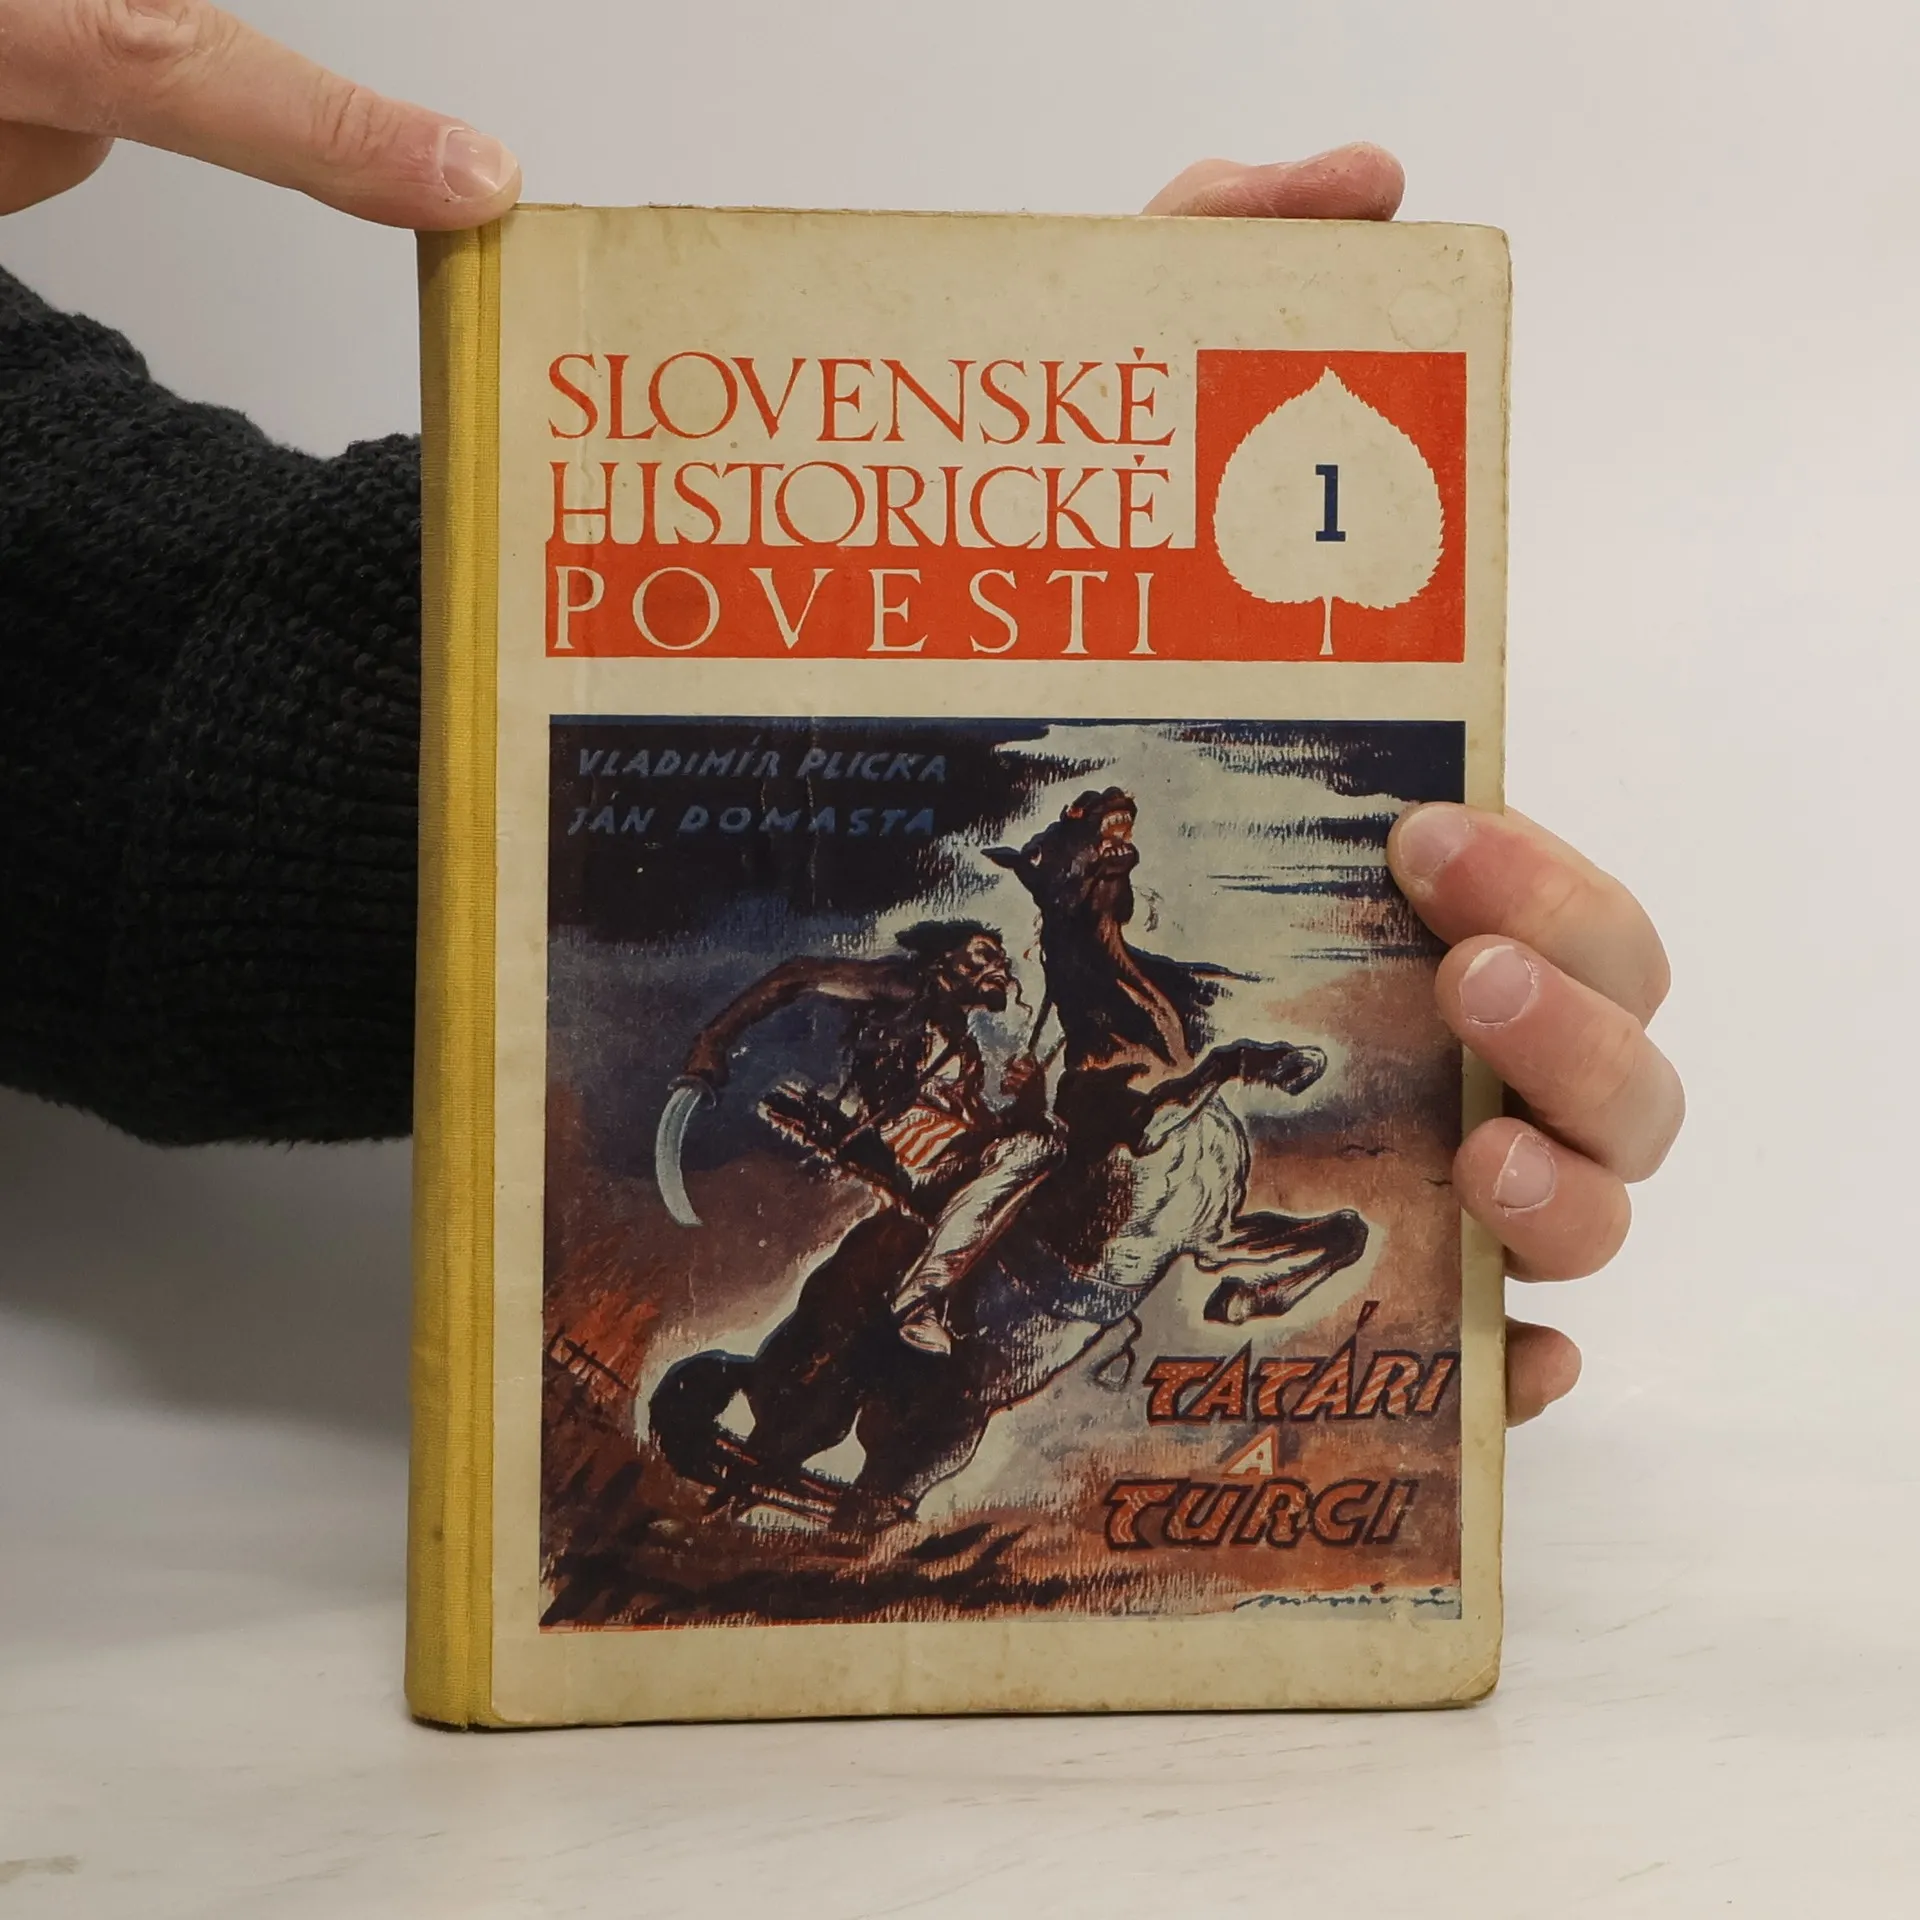 SLOVENSKÉ
HISTORICKÉ
POVESTI
1
VLADIMÍR PLICKA
JÁN DOMASTA
TATÁRI
A
TURCI